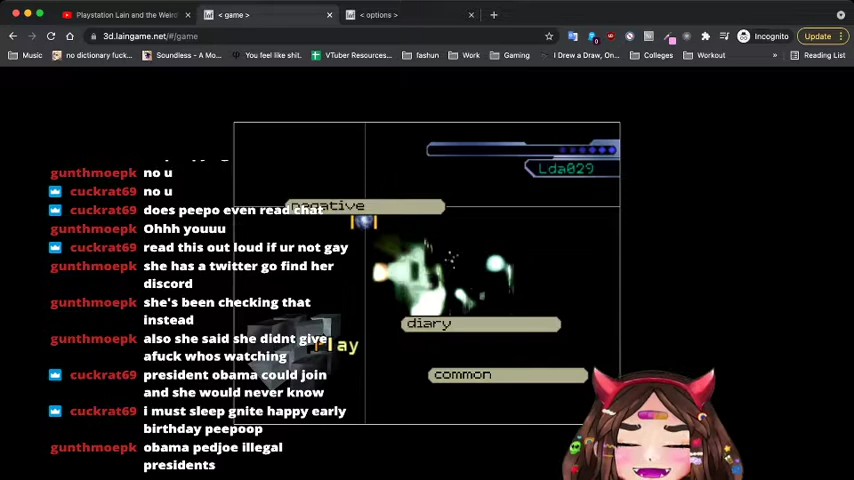 Playstation Lain and the Weird
< game >
< options >
3d.laingame.net/#/game
Incognito
Update
Music
no dictionary fuck...
Soundless - A Mo...
You feel like shit.
VTuber Resources...
fashun
Work
Gaming
I Drew a Draw, On...
Colleges
Workout
Reading List
Lda029
negative
diary
Play
common
gunthmoepk no u
cuckrat69 no u
cuckrat69 does peepo even read chat
gunthmoepk Ohhh youuu
cuckrat69 read this out loud if ur not gay
gunthmoepk she has a twitter go find her
discord
gunthmoepk she's been checking that
instead
gunthmoepk also she said she didnt give
afuck whos watching
cuckrat69 president obama could join
and she would never know
cuckrat69 i must sleep gnite happy early
birthday peepoop
gunthmoepk obama pedjoe illegal
presidents